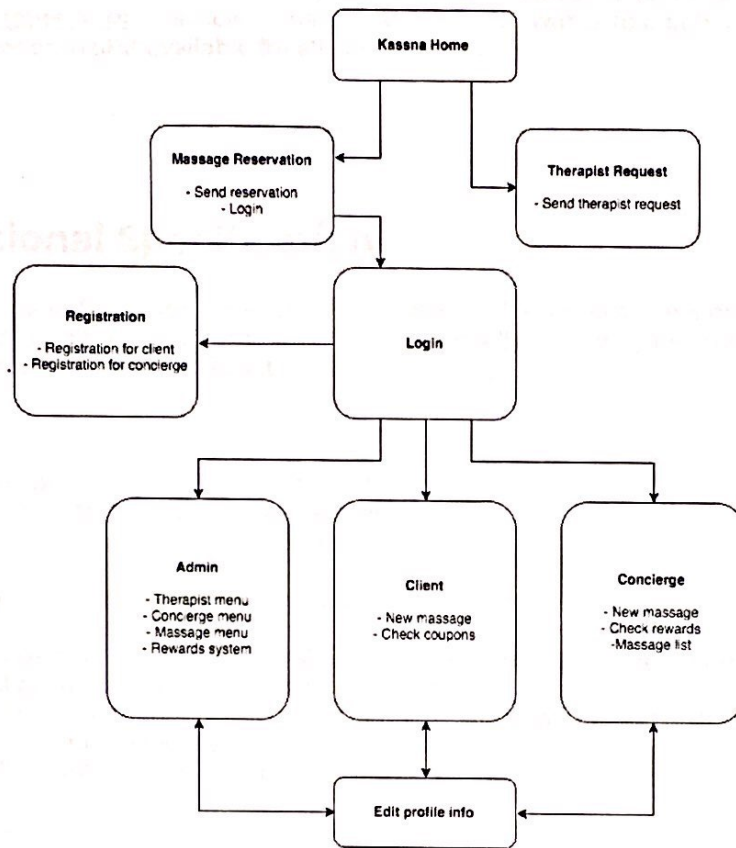 Kassna Home
Massage Reservation
- Send reservation
- Login
Therapist Request
- Send therapist request
Registration
- Registration for client
- Registration for concierge
Login
Admin
- Therapist menu
- Concierge menu
- Massage menu
- Rewards system
Client
- New massage
- Check coupons
Concierge
- New massage
- Check rewards
-Massage list
Edit profile info